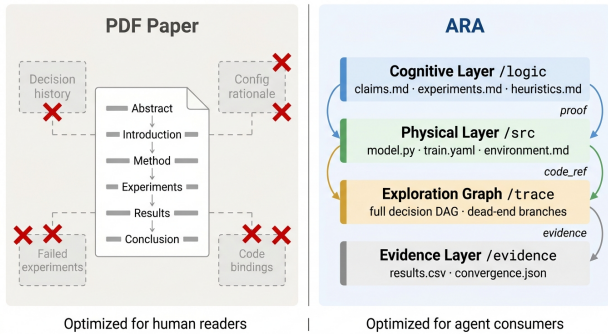 PDF Paper
Decision
history
Config
rationale
Abstract
Introduction
Method
Experiments
Results
Conclusion
Failed
experiments
Code
bindings
Optimized for human readers
ARA
Cognitive Layer /logic
claims.md · experiments.md · heuristics.md
proof
Physical Layer /src
model.py · train.yaml · environment.md
code_ref
Exploration Graph /trace
full decision DAG · dead-end branches
evidence
Evidence Layer /evidence
results.csv · convergence.json
Optimized for agent consumers